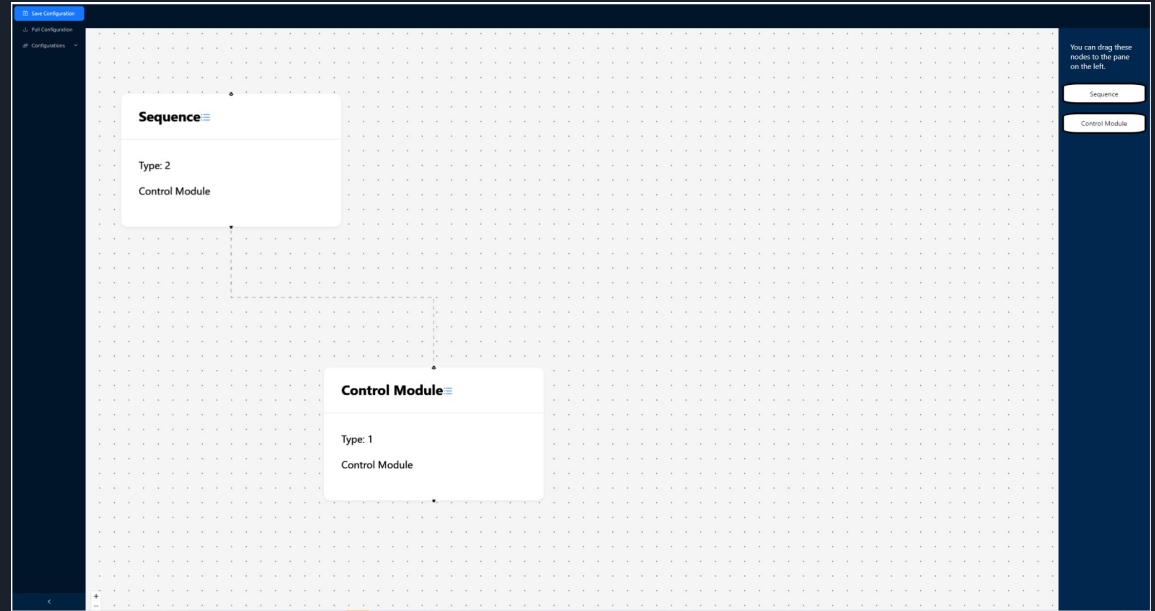 Save Configuration
Pull Configuration
Configurations
Sequence
Type: 2
Control Module
Control Module
Type: 1
Control Module
You can drag these
nodes to the pane
on the left.
Sequence
Control Module